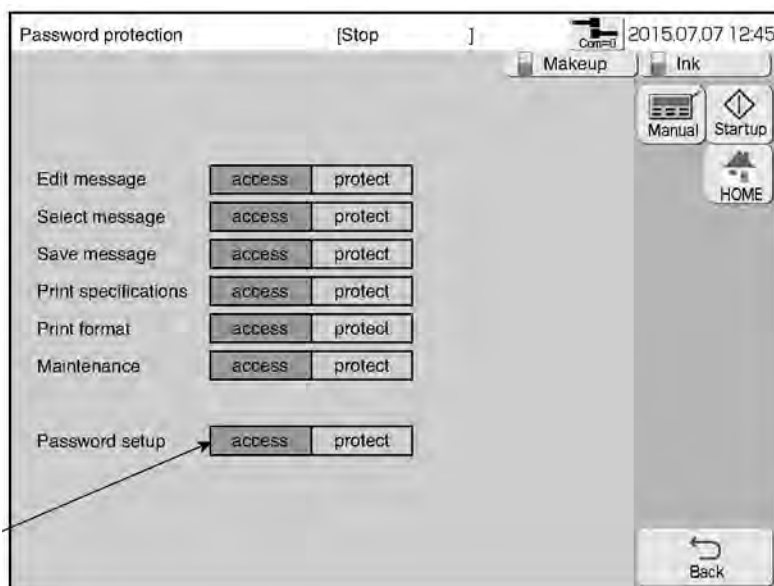 Password protection [Stop ] Com=0 2015.07.07 12:45
Makeup Ink
Manual Startup
HOME
Edit message access protect
Select message access protect
Save message access protect
Print specifications access protect
Print format access protect
Maintenance access protect
Password setup access protect
Back